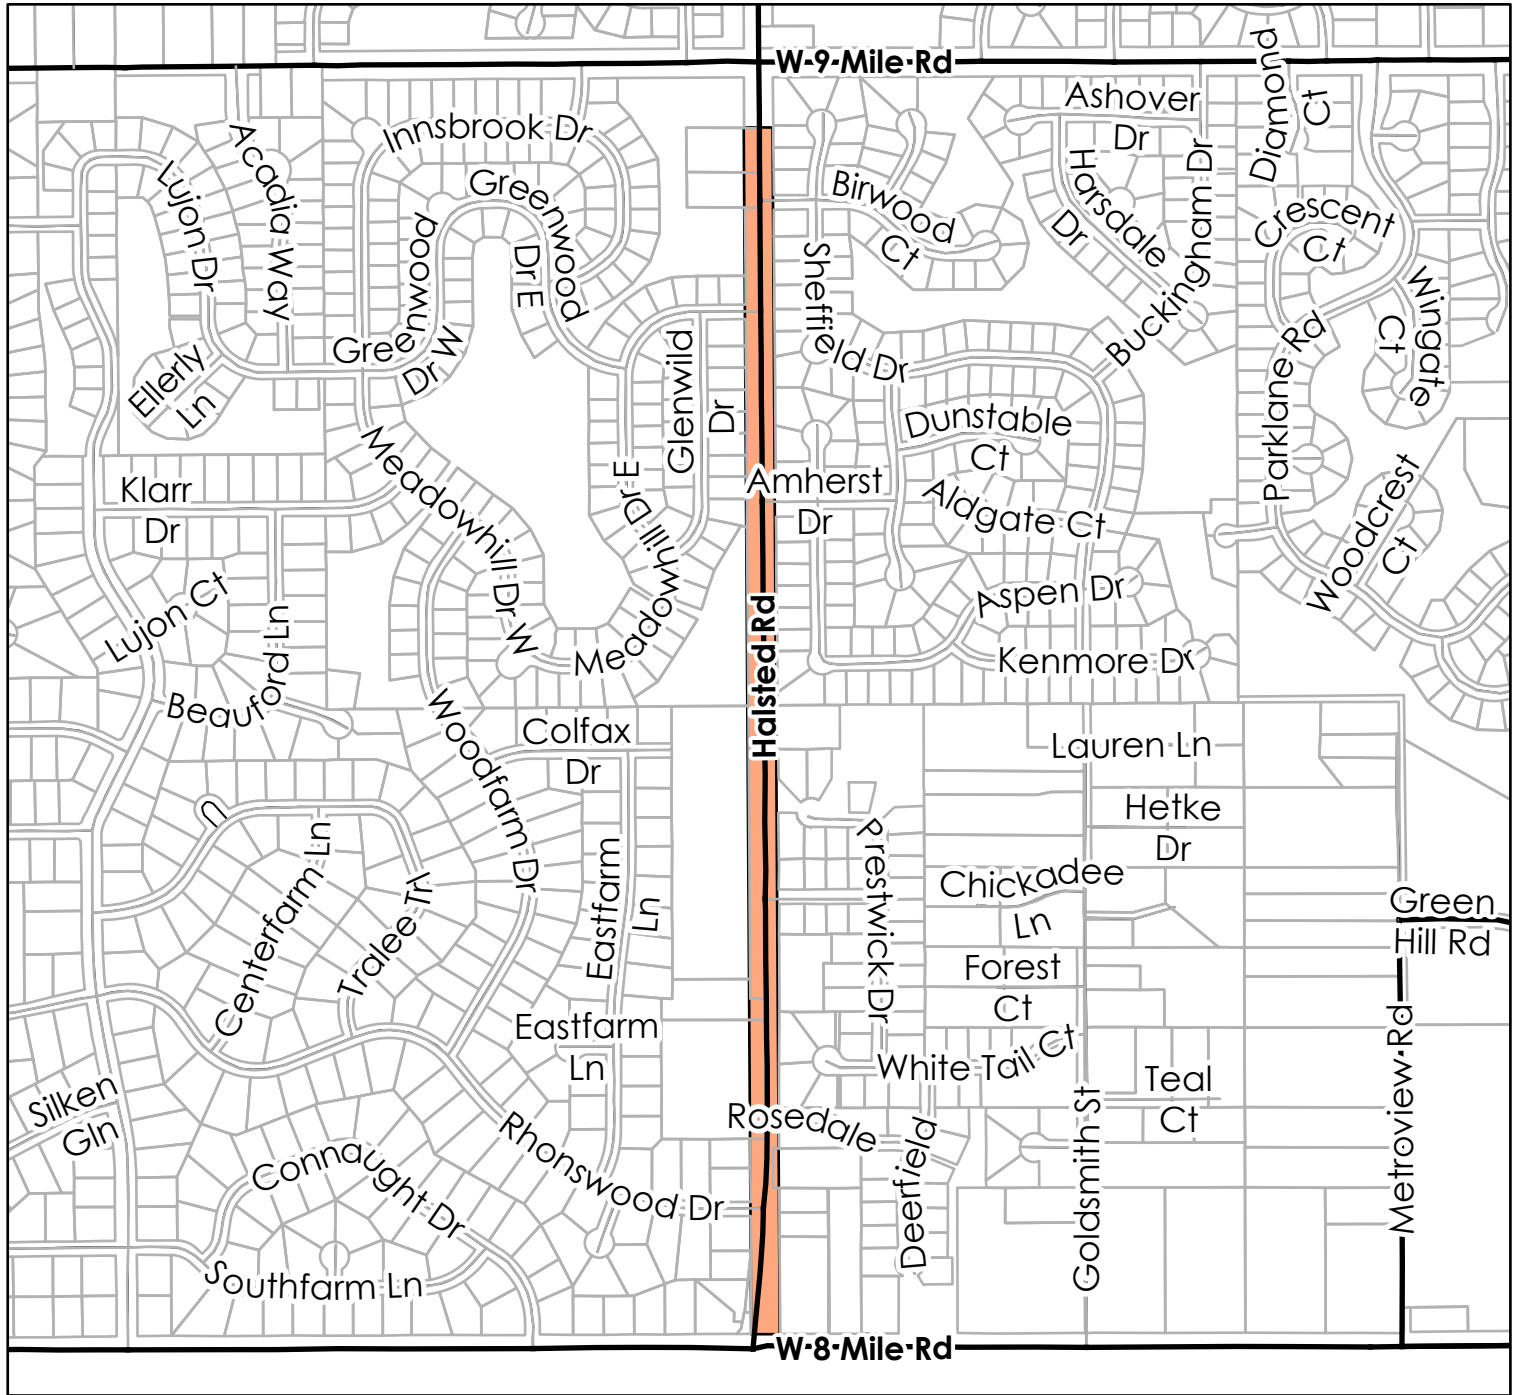 W 9 Mile Rd
Diamond
Ct
Ashover
Dr
Innsbrook Dr
Acadia Way
Lujon Dr
Greenwood
Dr E
Greenwood
Dr W
Birwood
Ct
Harsdale
Dr
Buckingham Dr
Crescent
Ct
Wingate
Ct
Sheffield Dr
Ellerly
Ln
Glenwild
Dr
Parklane Rd
Dunstable
Ct
Meadowhill Dr W
Klarr
Dr
Amherst
Dr
Aldgate Ct
Woodcrest
Ct
Meadowhill Dr E
Aspen Dr
Lujon Ct
Beauford Ln
Kenmore Dr
Halsted Rd
Woodfarm Dr
Colfax
Dr
Lauren Ln
Hetke
Dr
Centerfarm Ln
Tralee Trl
Eastfarm
Ln
Prestwick Dr
Chickadee
Ln
Green
Hill Rd
Forest
Ct
Eastfarm
Ln
White Tail Ct
Teal
Ct
Silken
Gln
Rosedale
Deerfield
Goldsmith St
Metroview Rd
Rhonswood Dr
Connaught Dr
Southfarm Ln
W 8 Mile Rd